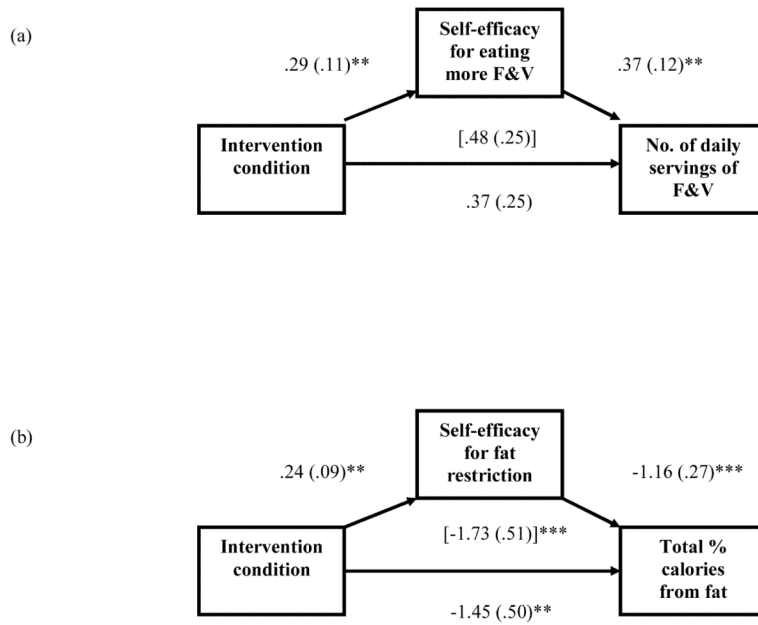 (a)
Self-efficacy
for eating
more F&V
.29 (.11)**
.37 (.12)**
Intervention
condition
[.48 (.25)]
No. of daily
servings of
F&V
.37 (.25)
(b)
Self-efficacy
for fat
restriction
.24 (.09)**
-1.16 (.27)***
Intervention
condition
[-1.73 (.51)]***
Total %
calories
from fat
-1.45 (.50)**